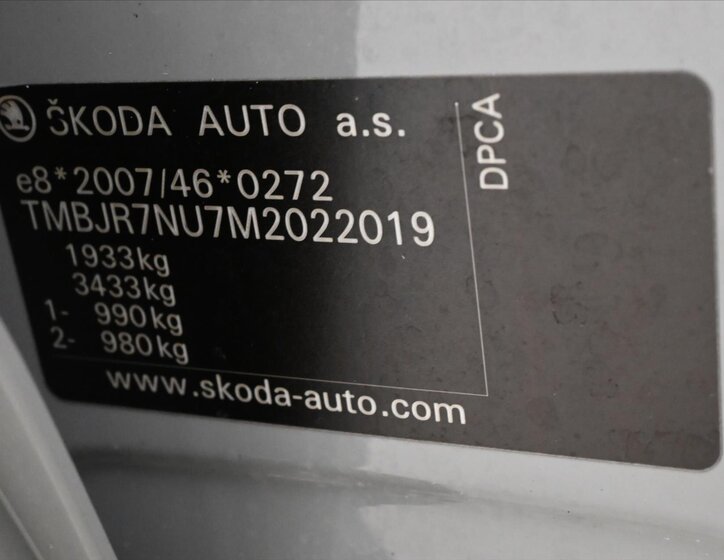 ŠKODA AUTO a.s.
e8*2007/46*0272
TMBJR7NU7M2022019
1933kg
3433kg
1- 990kg
2- 980kg
www.skoda-auto.com
DPCA